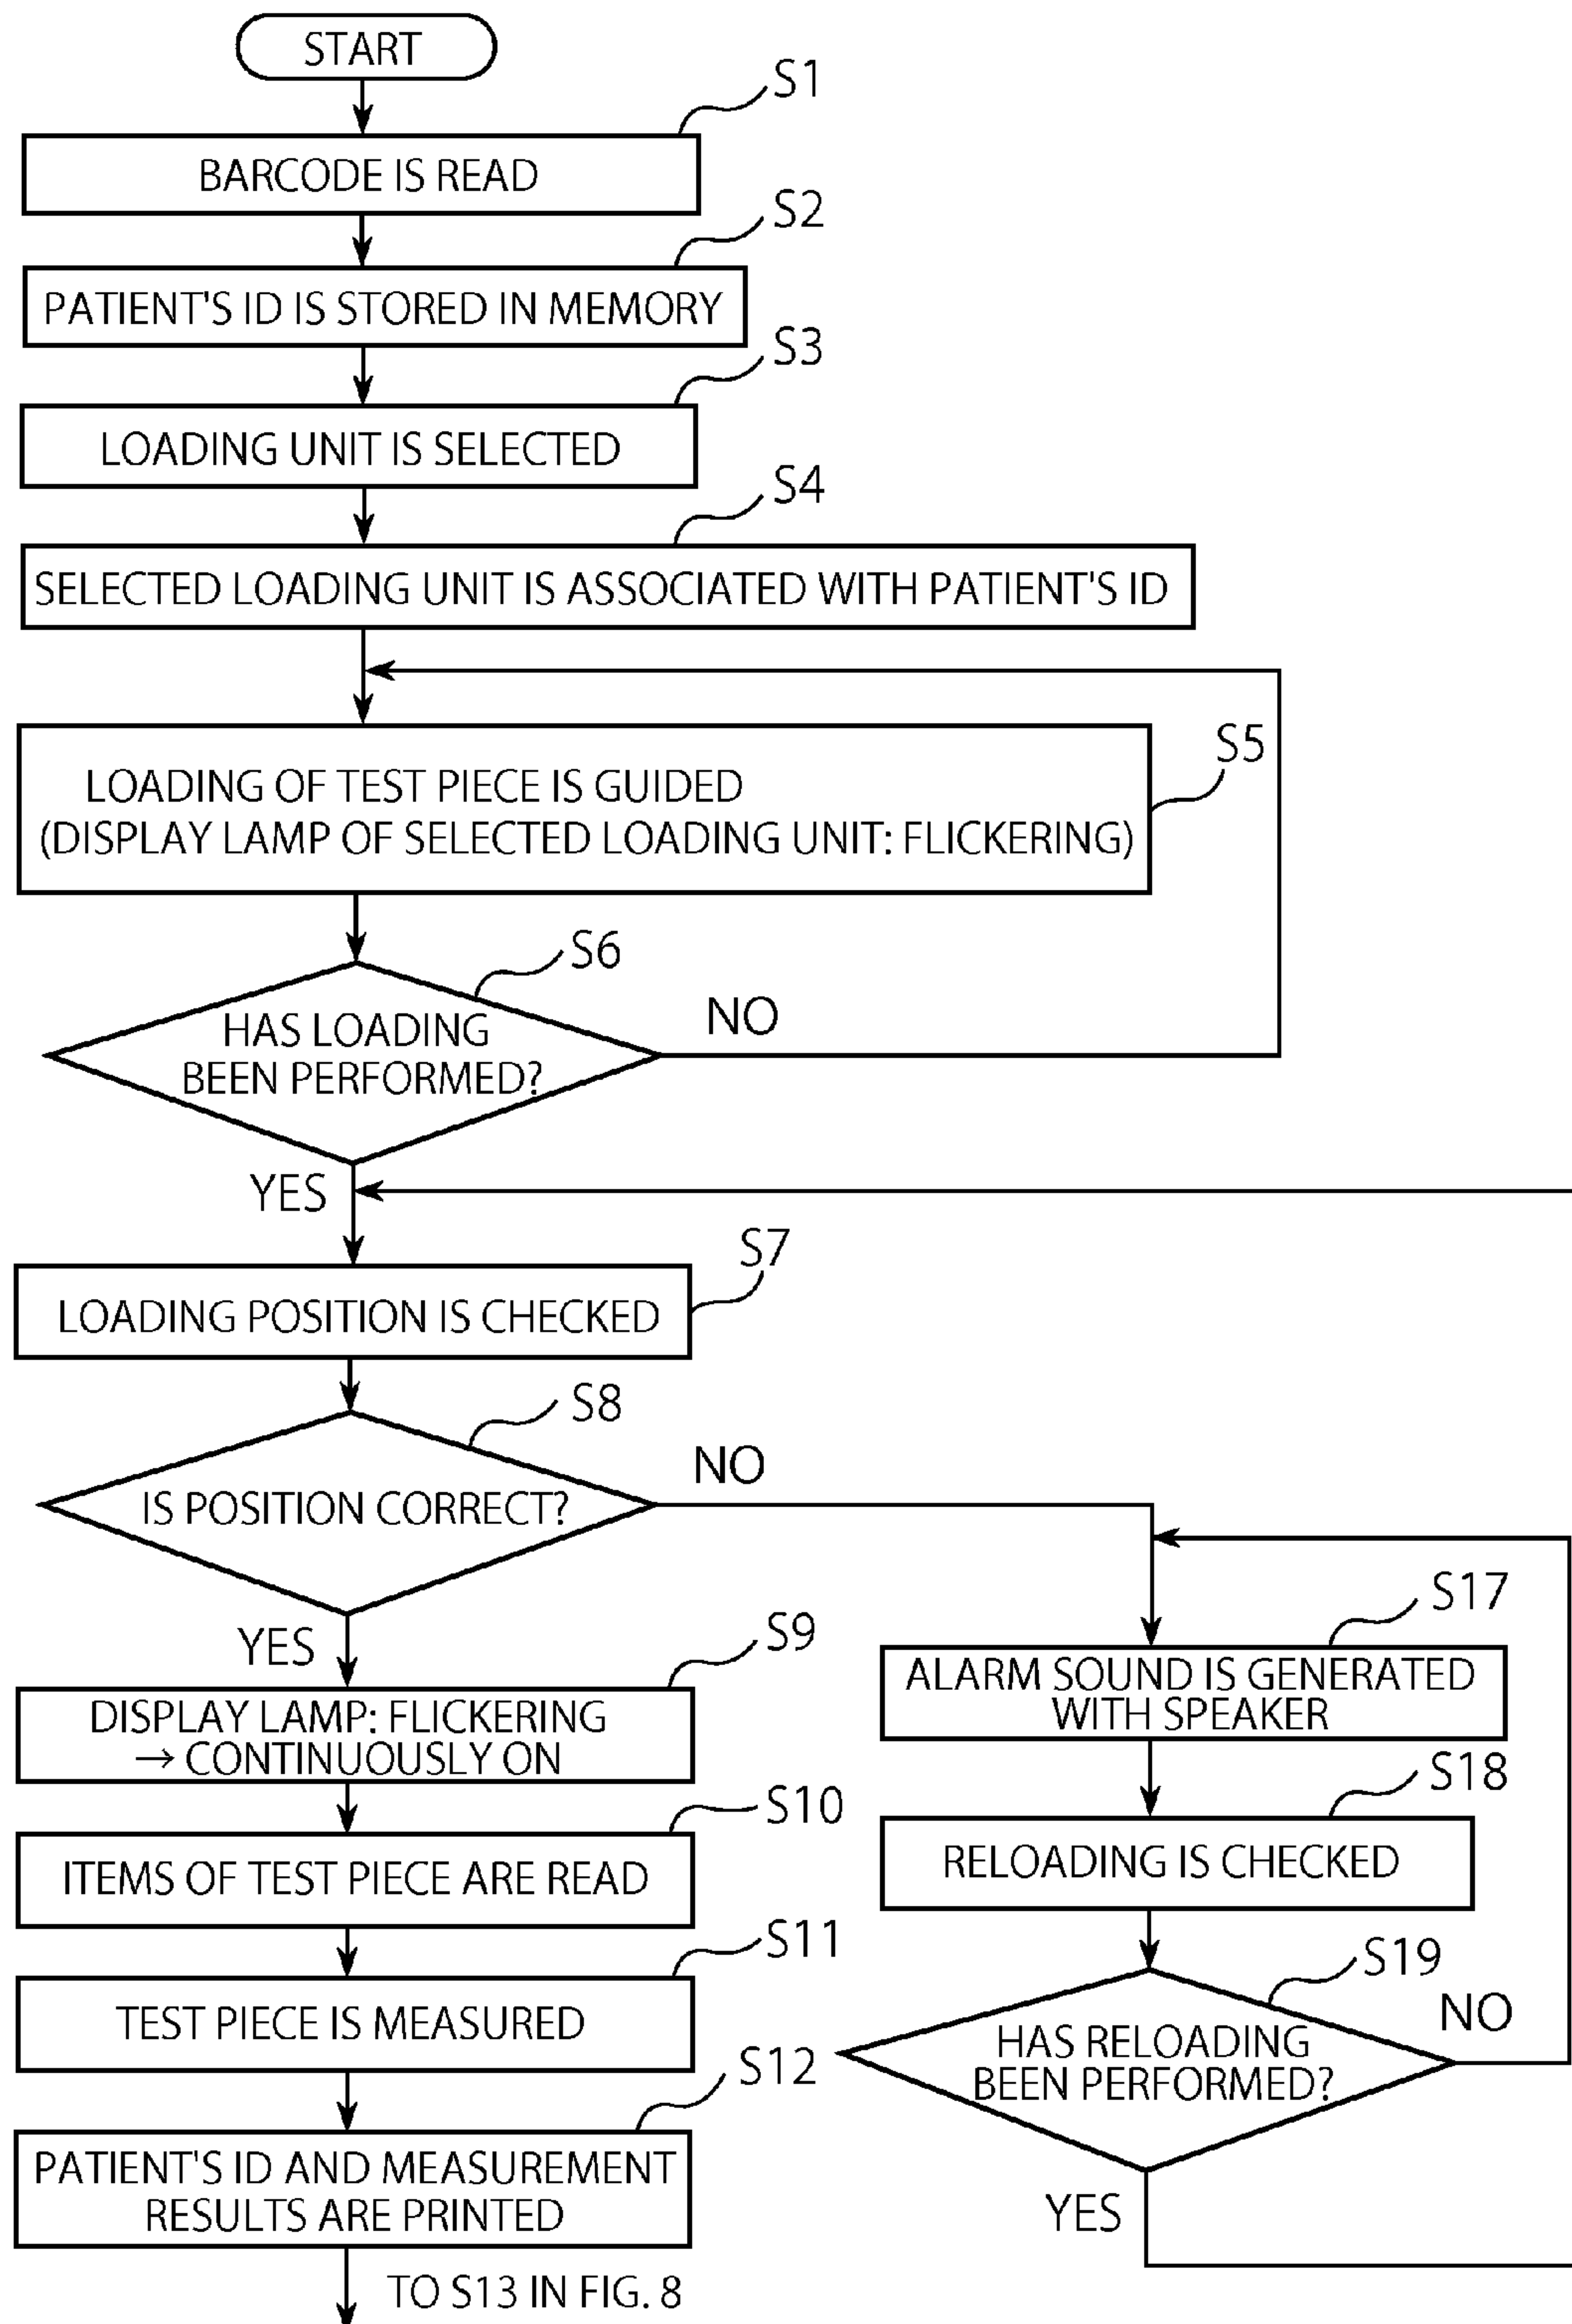 START
S1
BARCODE IS READ
S2
PATIENT'S ID IS STORED IN MEMORY
S3
LOADING UNIT IS SELECTED
S4
SELECTED LOADING UNIT IS ASSOCIATED WITH PATIENT'S ID
S5
LOADING OF TEST PIECE IS GUIDED
(DISPLAY LAMP OF SELECTED LOADING UNIT: FLICKERING)
S6
HAS LOADING
BEEN PERFORMED?
NO
YES
S7
LOADING POSITION IS CHECKED
S8
IS POSITION CORRECT?
NO
YES
S9
DISPLAY LAMP: FLICKERING
→ CONTINUOUSLY ON
S10
ITEMS OF TEST PIECE ARE READ
S11
TEST PIECE IS MEASURED
S12
PATIENT'S ID AND MEASUREMENT
RESULTS ARE PRINTED
TO S13 IN FIG. 8
S17
ALARM SOUND IS GENERATED
WITH SPEAKER
S18
RELOADING IS CHECKED
S19
HAS RELOADING
BEEN PERFORMED?
NO
YES